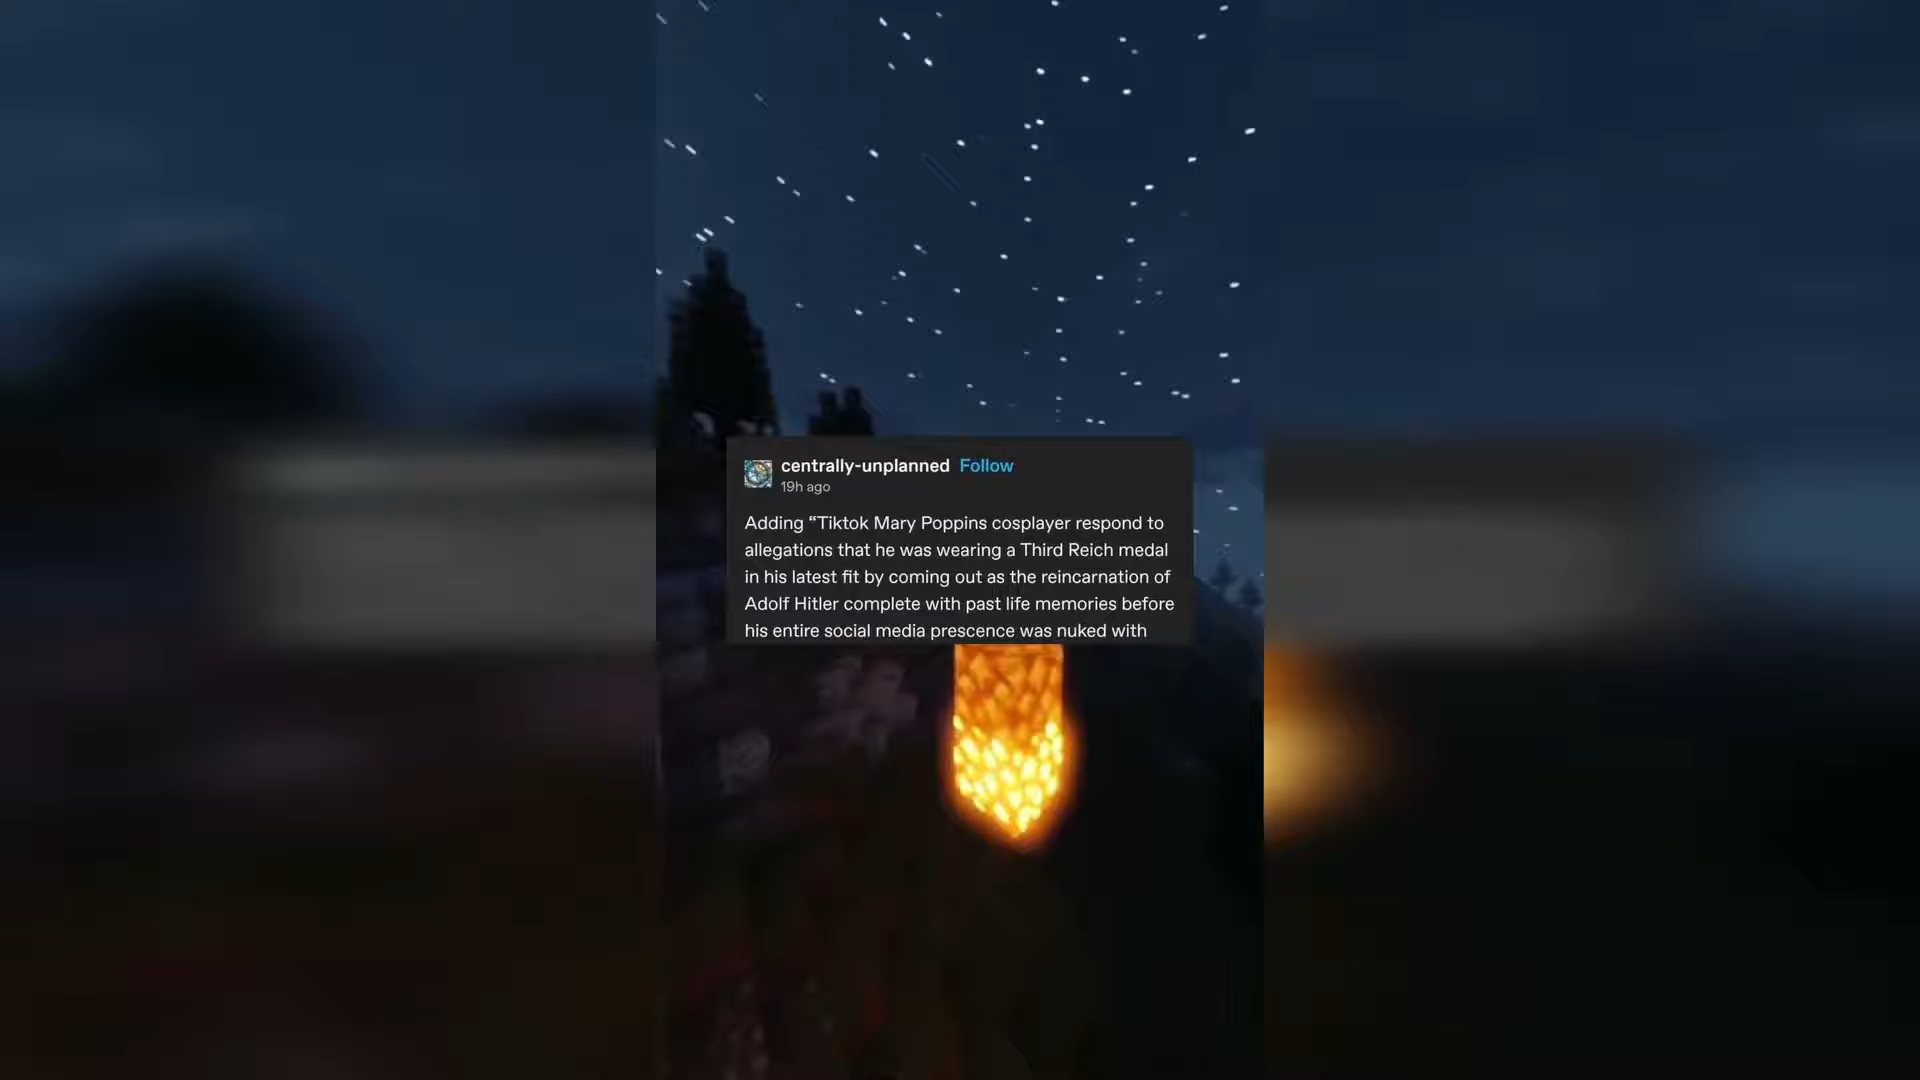 centrally-unplanned Follow
19h ago
Adding “Tiktok Mary Poppins cosplayer respond to
allegations that he was wearing a Third Reich medal
in his latest fit by coming out as the reincarnation of
Adolf Hitler complete with past life memories before
his entire social media prescence was nuked with